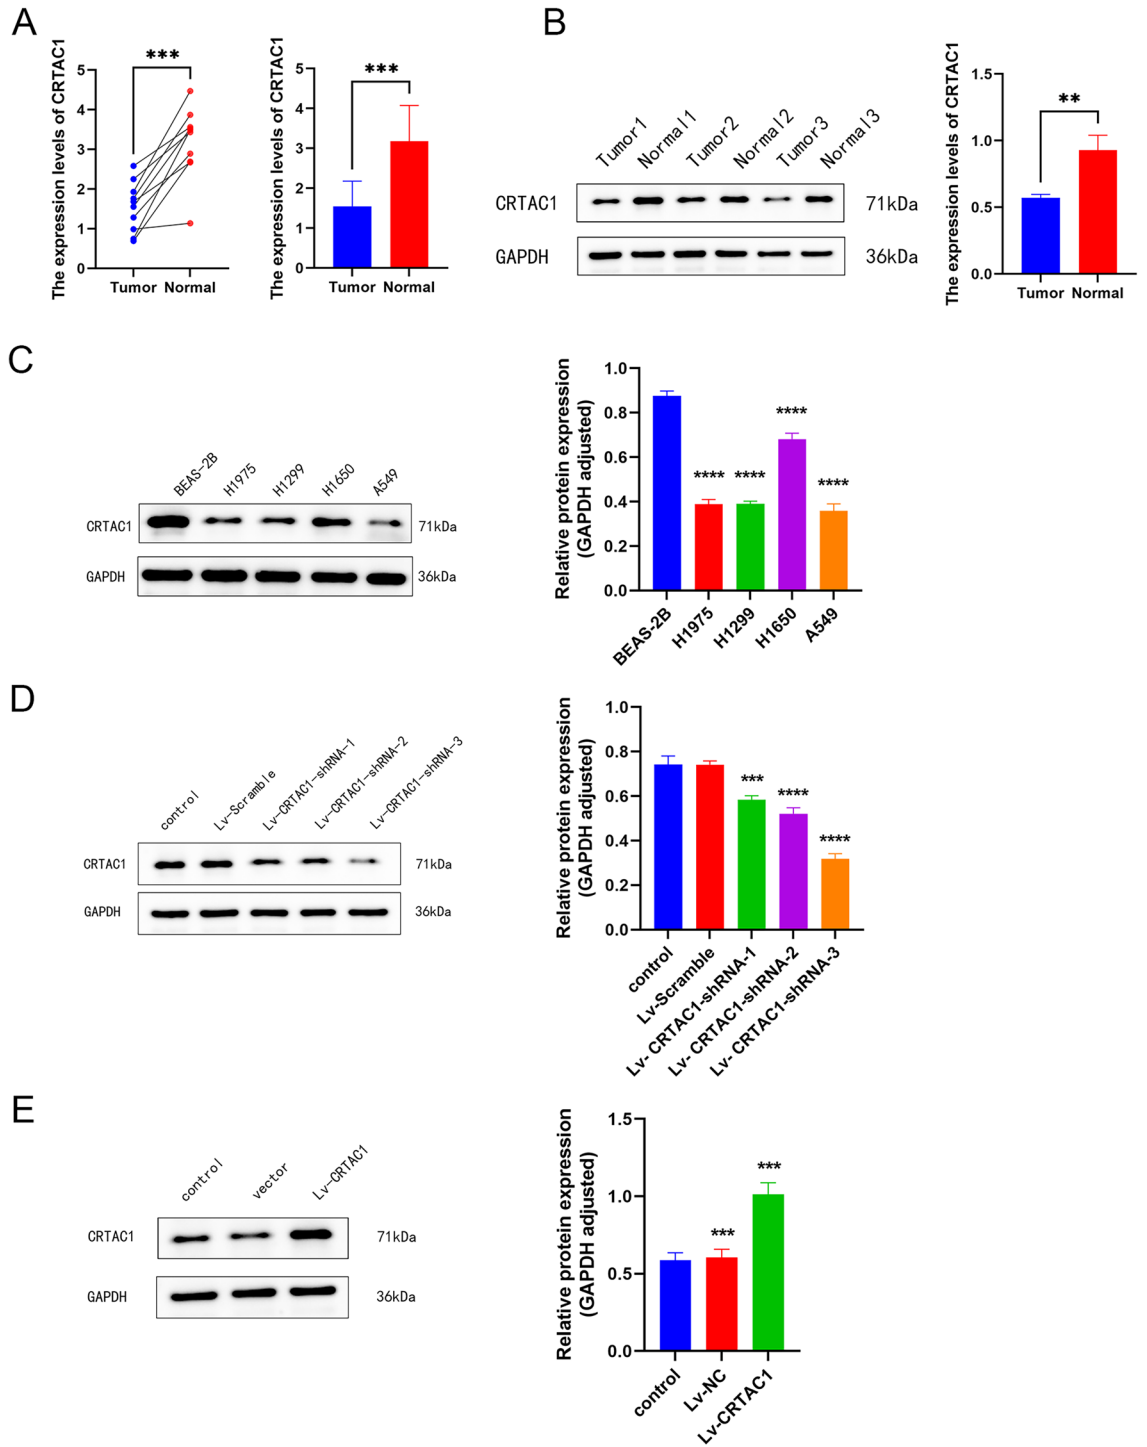 A
The expression levels of CRTAC1
5
4
3
2
1
0
***
Tumor Normal
The expression levels of CRTAC1
5
4
3
2
1
0
***
Tumor Normal
B
Tumor1 Normal1 Tumor2 Normal2 Tumor3 Normal3
CRTAC1 71kDa
GAPDH 36kDa
The expression levels of CRTAC1
1.5
1.0
0.5
0.0
**
Tumor Normal
C
BEAS-2B H1975 H1299 H1650 A549
CRTAC1 71kDa
GAPDH 36kDa
Relative protein expression
(GAPDH adjusted)
1.0
0.8
0.6
0.4
0.2
0.0
**** **** **** ****
BEAS-2B H1975 H1299 H1650 A549
D
control Lv-Scramble Lv-CRTAC1-shRNA-1 Lv-CRTAC1-shRNA-2 Lv-CRTAC1-shRNA-3
CRTAC1 71kDa
GAPDH 36kDa
Relative protein expression
(GAPDH adjusted)
1.0
0.8
0.6
0.4
0.2
0.0
*** **** ****
control Lv-Scramble Lv- CRTAC1-shRNA-1 Lv- CRTAC1-shRNA-2 Lv- CRTAC1-shRNA-3
E
control vector Lv-CRTAC1
CRTAC1 71kDa
GAPDH 36kDa
Relative protein expression
(GAPDH adjusted)
1.5
1.0
0.5
0.0
*** ***
control Lv-NC Lv-CRTAC1